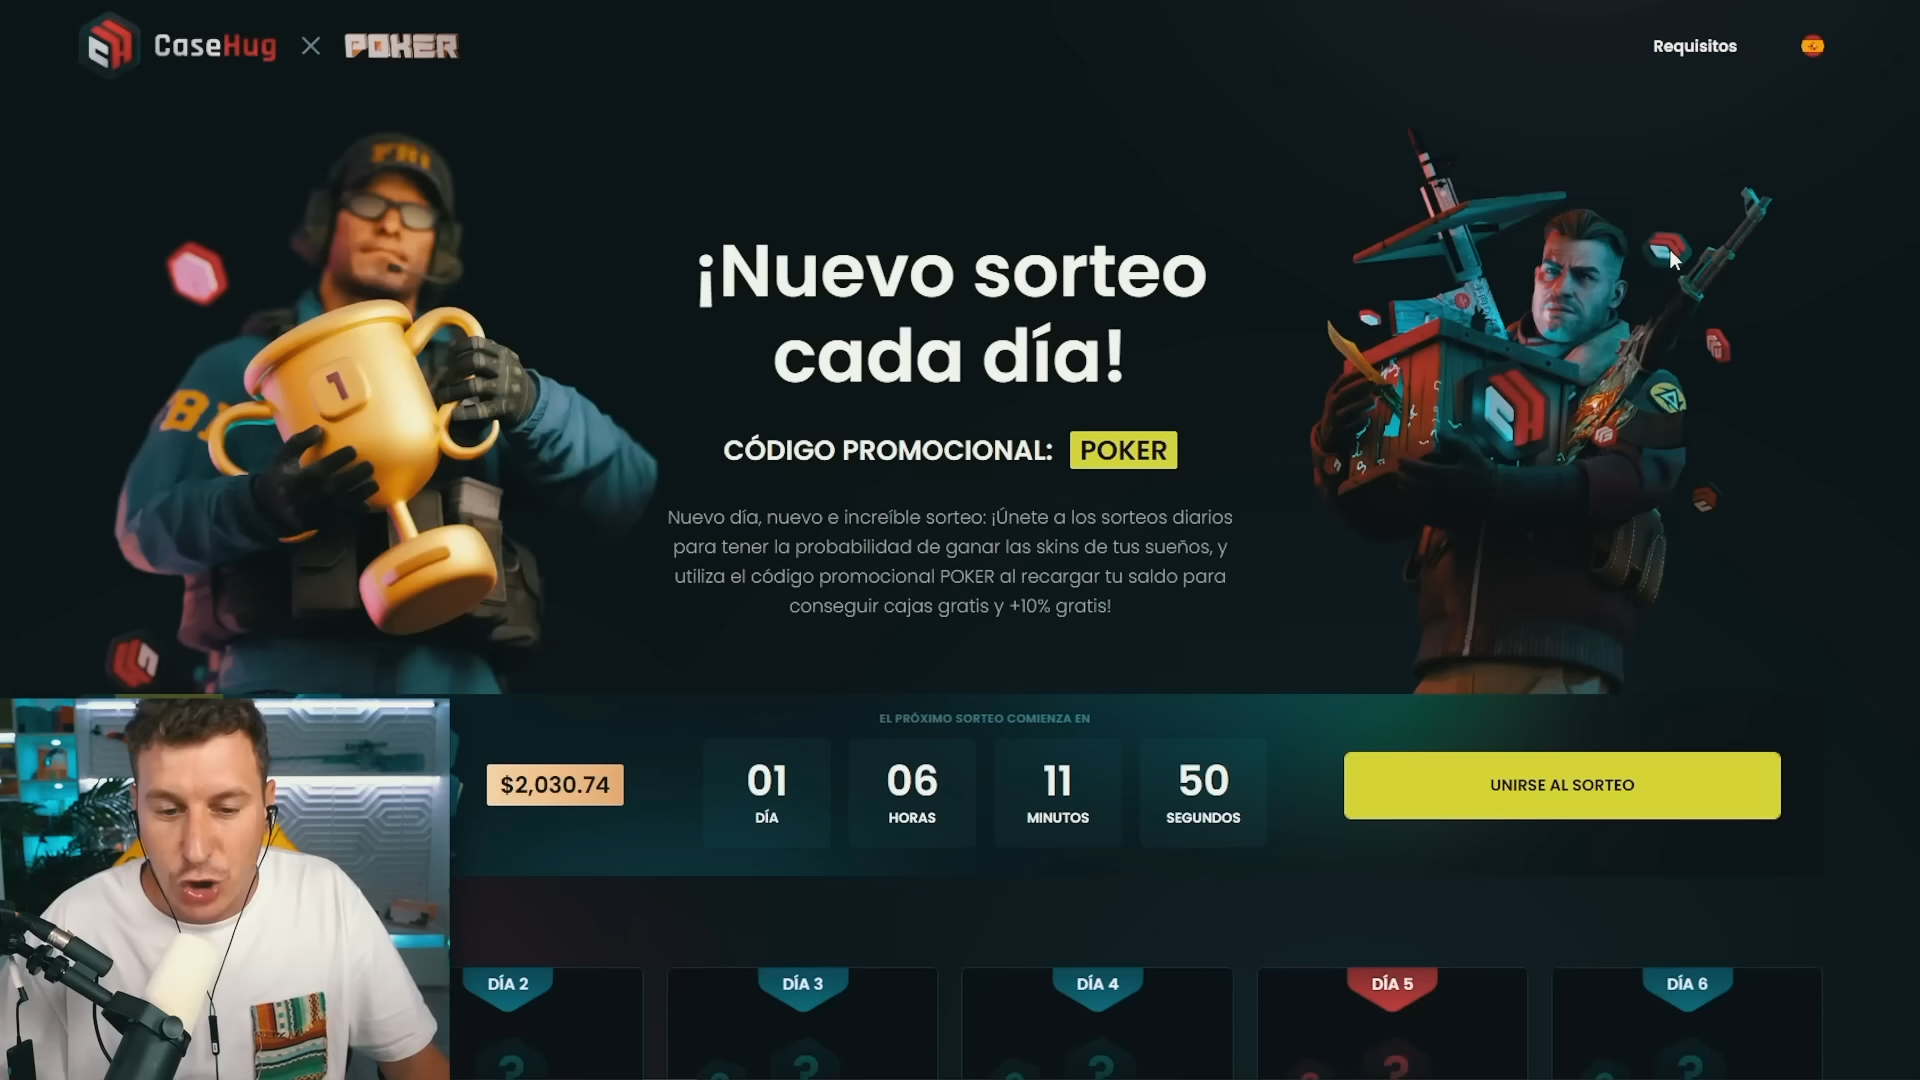 CaseHug
POKER
Requisitos
FBI
1
¡Nuevo sorteo
cada día!
CÓDIGO PROMOCIONAL: POKER
Nuevo día, nuevo e increíble sorteo: ¡Únete a los sorteos diarios
para tener la probabilidad de ganar las skins de tus sueños, y
utiliza el código promocional POKER al recargar tu saldo para
conseguir cajas gratis y +10% gratis!
EL PRÓXIMO SORTEO COMIENZA EN
$2,030.74
01
06
11
50
DÍA
HORAS
MINUTOS
SEGUNDOS
UNIRSE AL SORTEO
DÍA 2
DÍA 3
DÍA 4
DÍA 5
DÍA 6
?
?
?
?
?